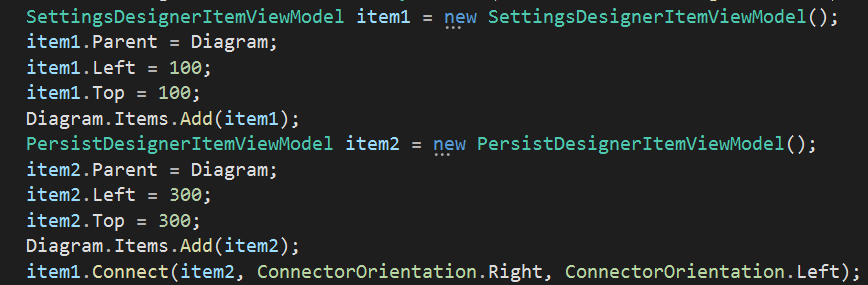 SettingsDesignerItemViewModel item1 = new SettingsDesignerItemViewModel();
item1.Parent = Diagram;
item1.Left = 100;
item1.Top = 100;
Diagram.Items.Add(item1);
PersistDesignerItemViewModel item2 = new PersistDesignerItemViewModel();
item2.Parent = Diagram;
item2.Left = 300;
item2.Top = 300;
Diagram.Items.Add(item2);
item1.Connect(item2, ConnectorOrientation.Right, ConnectorOrientation.Left);